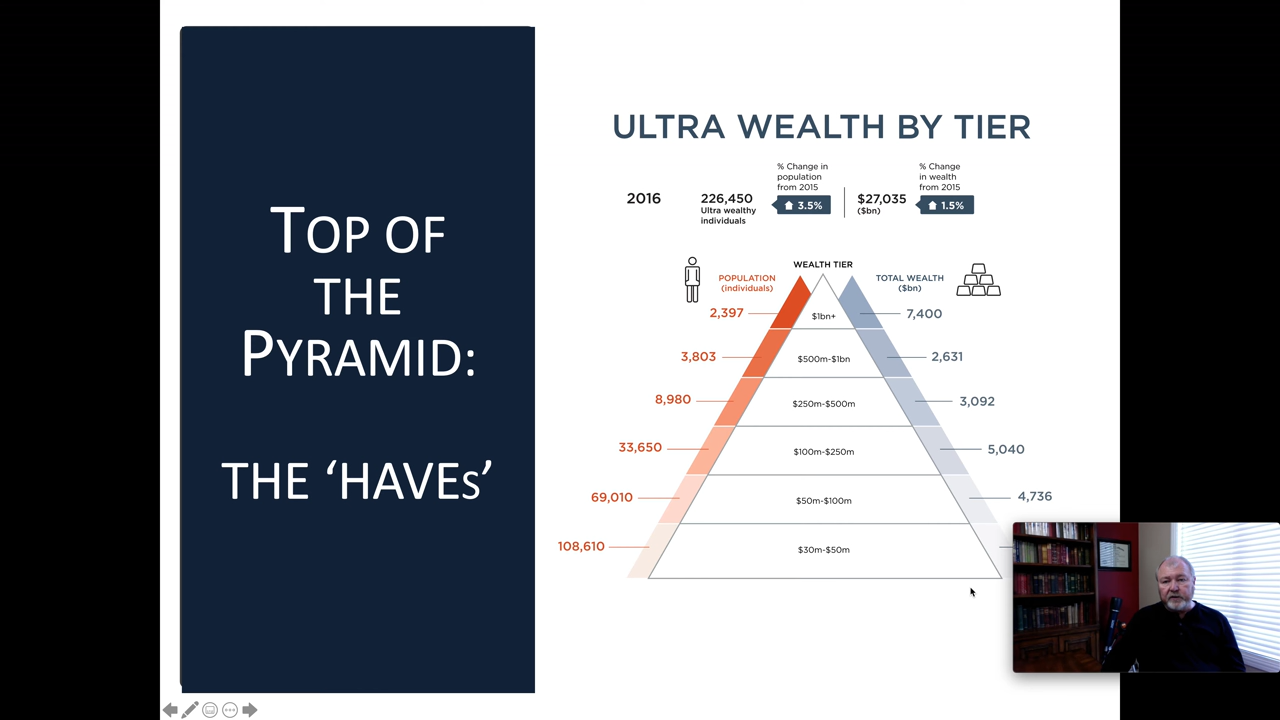 TOP OF
THE
PYRAMID:
THE ‘HAVEs’
ULTRA WEALTH BY TIER
2016
226,450
Ultra wealthy
individuals
% Change in
population
from 2015
3.5%
$27,035
($bn)
% Change
in wealth
from 2015
1.5%
WEALTH TIER
POPULATION
(individuals)
TOTAL WEALTH
($bn)
2,397
$1bn+
7,400
3,803
$500m-$1bn
2,631
8,980
$250m-$500m
3,092
33,650
$100m-$250m
5,040
69,010
$50m-$100m
4,736
108,610
$30m-$50m